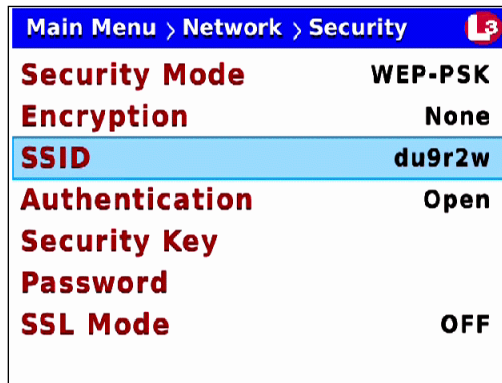 Main Menu > Network > Security L3
Security Mode WEP-PSK
Encryption None
SSID du9r2w
Authentication Open
Security Key
Password
SSL Mode OFF